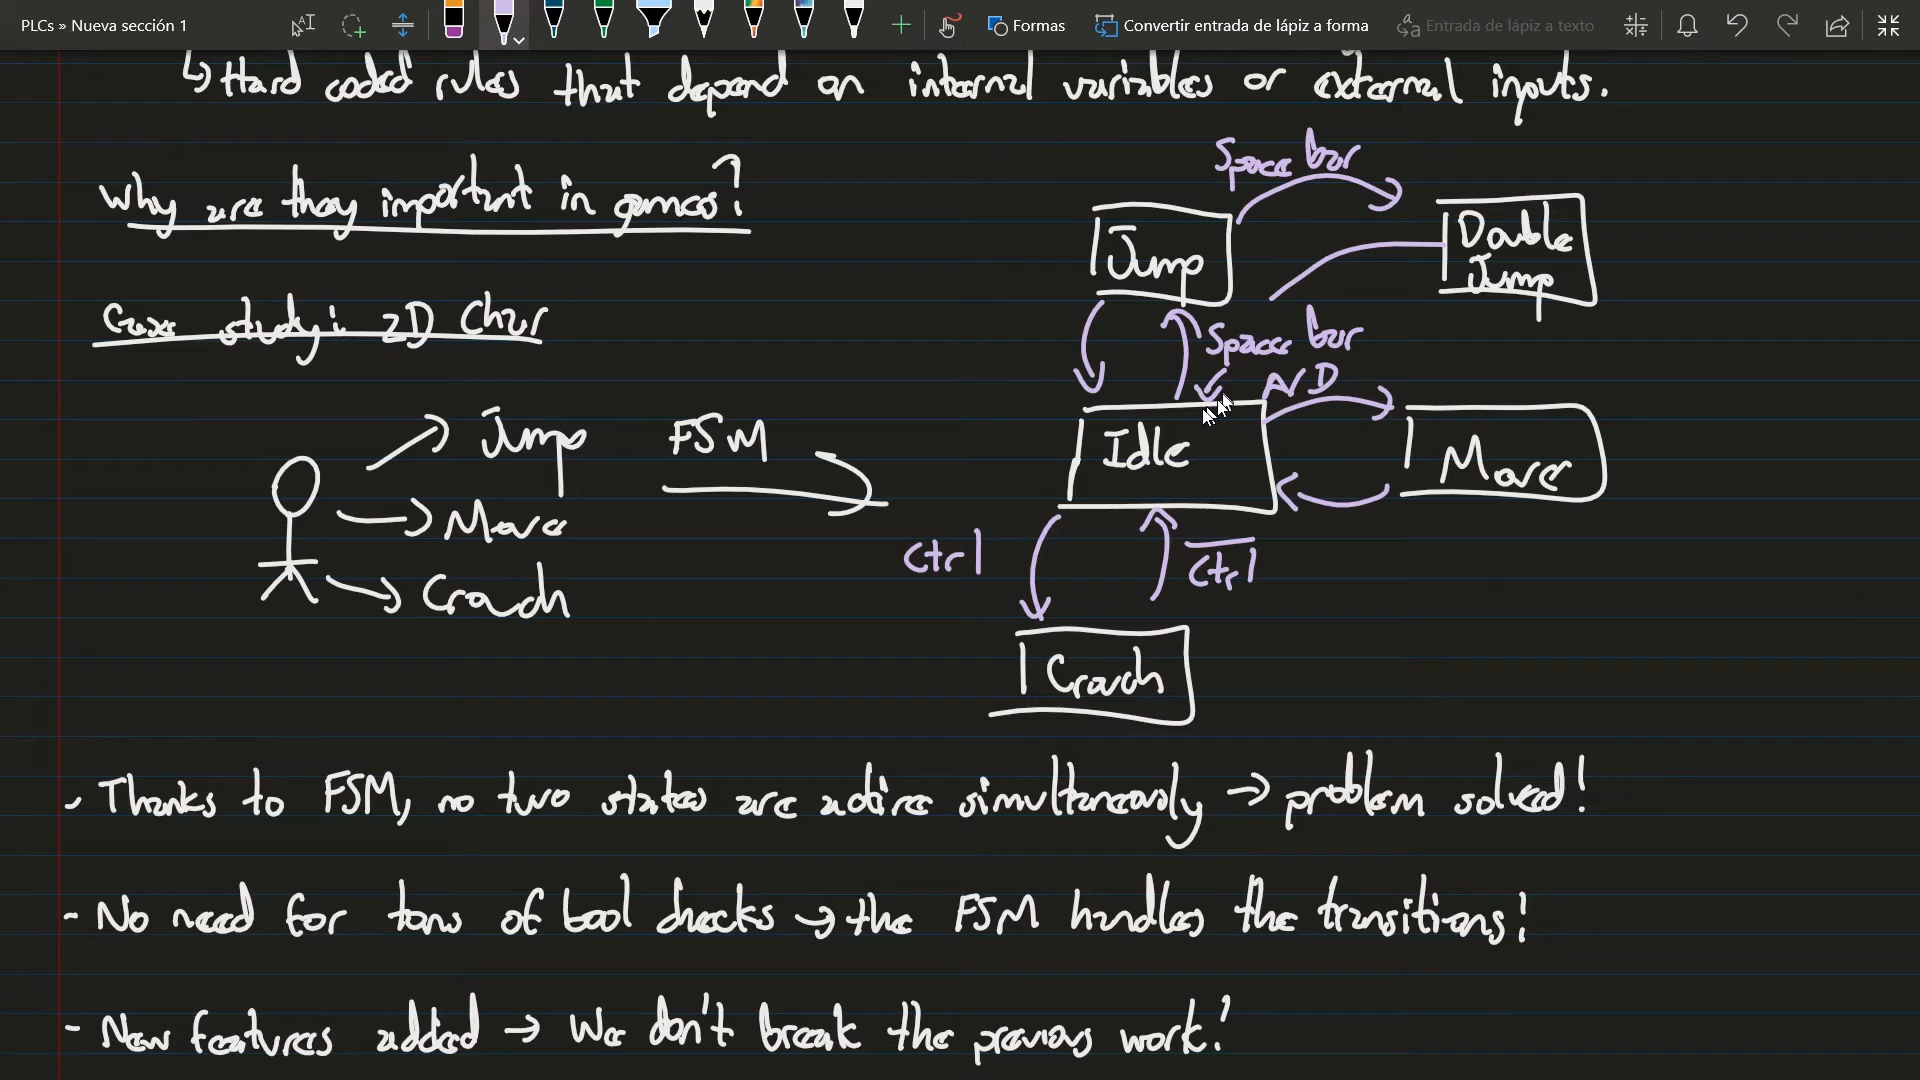 PLCs » Nueva sección 1
Formas
Convertir entrada de lápiz a forma
Entrada de lápiz a texto
↳ Hard coded rules that depend on internal variables or external inputs.
Why are they important in games?
Case study: 2D Char
Space bar
Jump
Double
Jump
Space bar
A/D
Jump
FSM
Idle
Move
Move
Ctrl
Ctrl
Crouch
Crouch
- Thanks to FSM, no two states are active simultaneously → problem solved!
- No need for tons of bool checks → the FSM handles the transitions!
- New features added → We don't break the previous work!